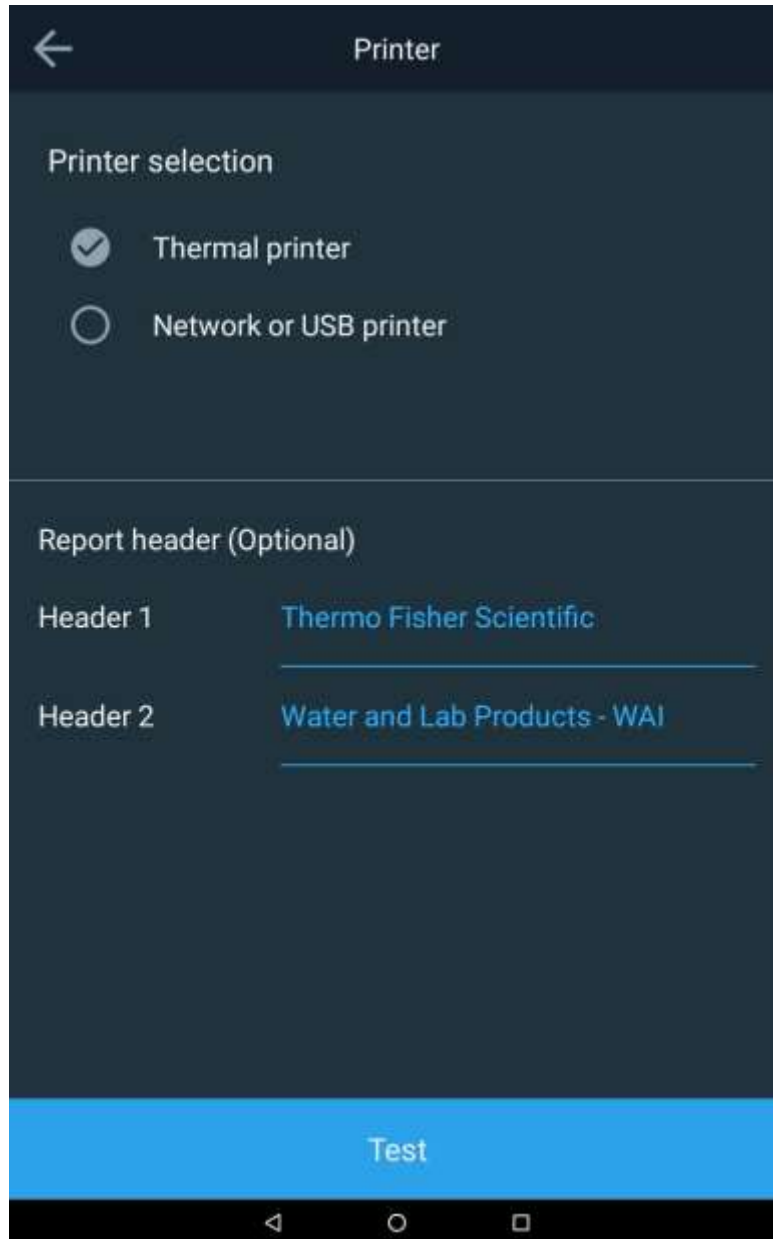 Printer
Printer selection
Thermal printer
Network or USB printer
Report header (Optional)
Header 1 Thermo Fisher Scientific
Header 2 Water and Lab Products - WAI
Test